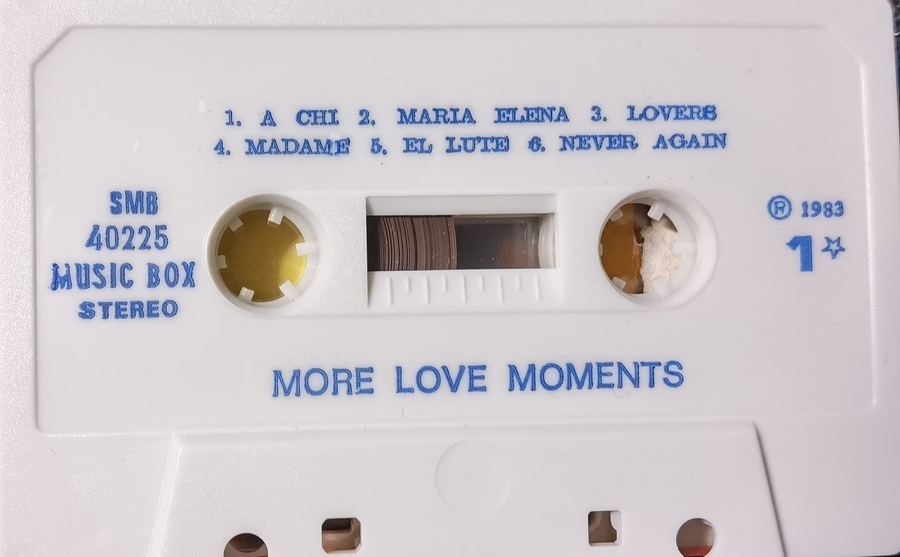 1. A CHI 2. MARIA ELENA 3. LOVERS
4. MADAME 5. EL LUTE 6. NEVER AGAIN
SMB
40225
MUSIC BOX
STEREO
Ⓡ 1983
1☆
MORE LOVE MOMENTS